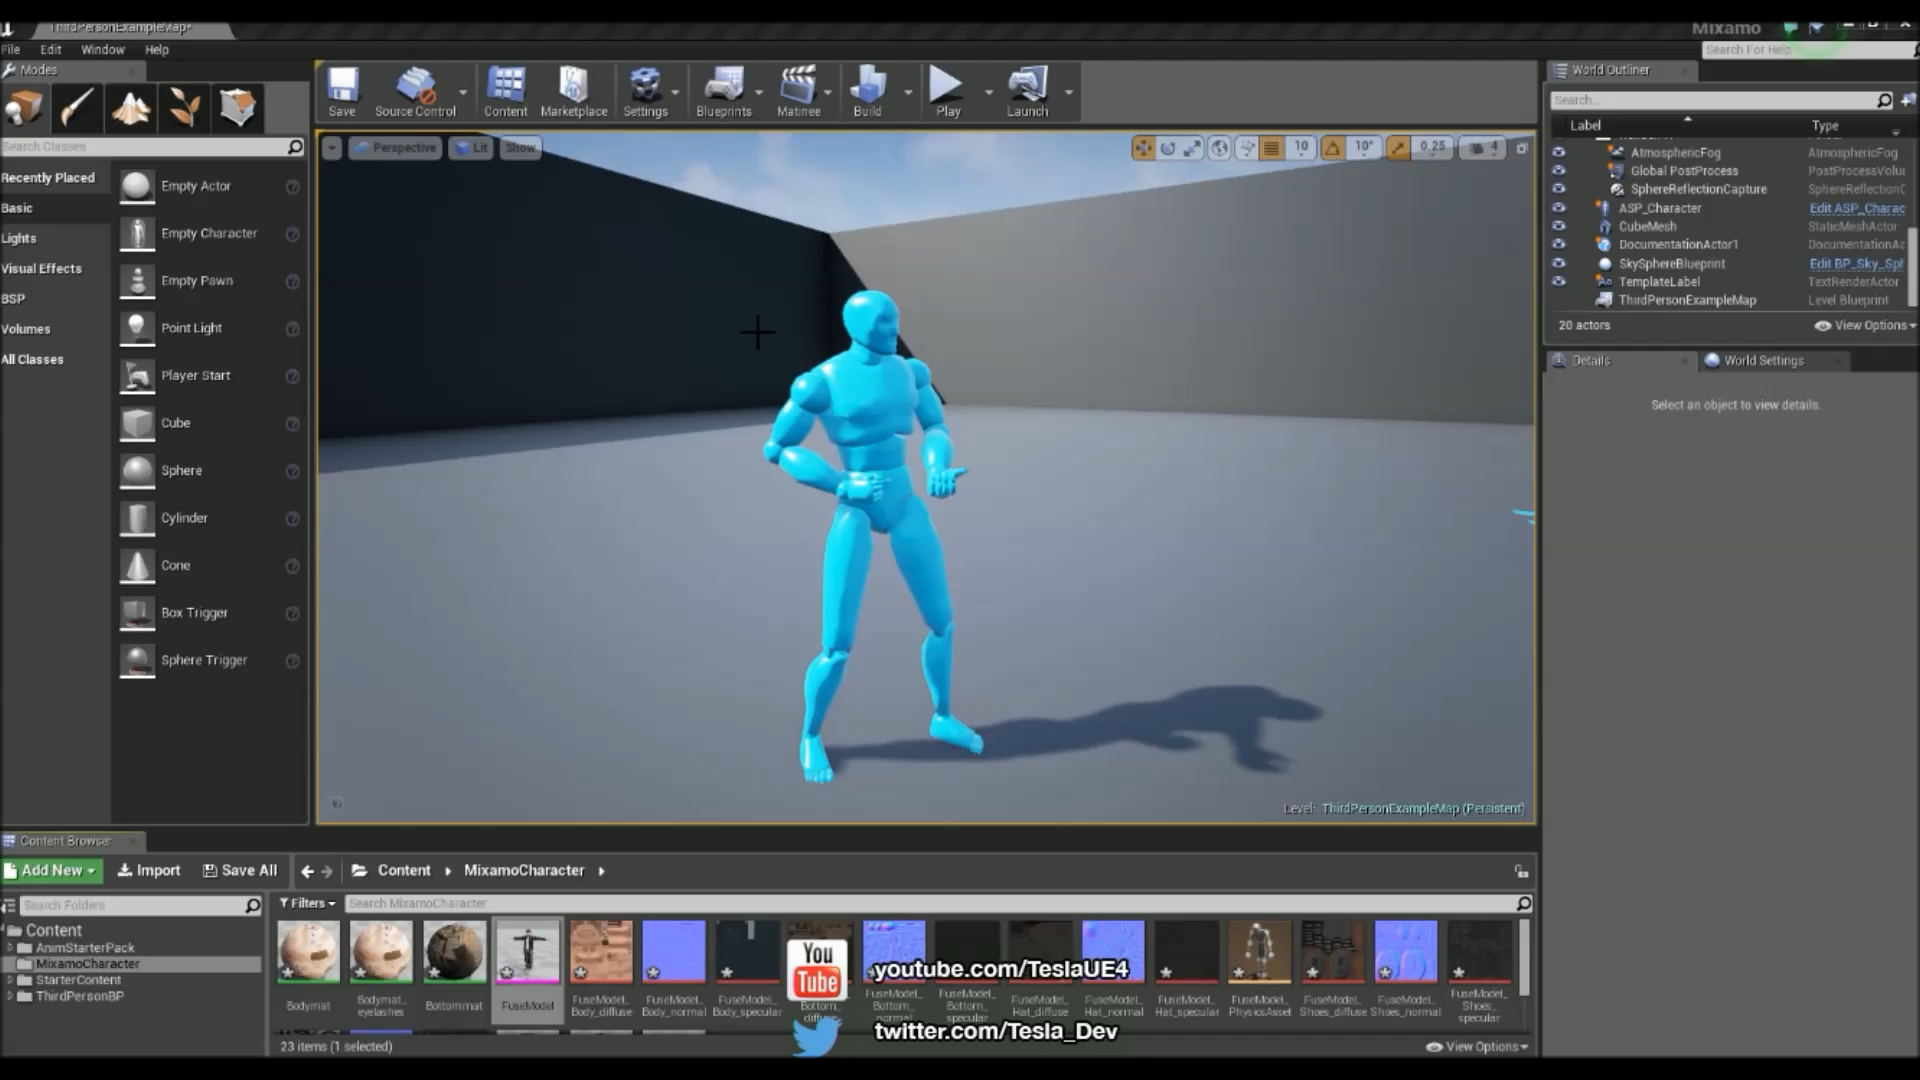 ThirdPersonExampleMap*
Mixamo
File Edit Window Help
Search For Help
Modes
Save Source Control Content Marketplace Settings Blueprints Matinee Build Play Launch
World Outliner
Search...
Label Type
Search Classes
Perspective Lit Show
10 10° 0.25 4
Recently Placed
Basic
Lights
Visual Effects
BSP
Volumes
All Classes
Empty Actor
Empty Character
Empty Pawn
Point Light
Player Start
Cube
Sphere
Cylinder
Cone
Box Trigger
Sphere Trigger
AtmosphericFog AtmosphericFog
Global PostProcess PostProcessVolu
SphereReflectionCapture SphereReflectionC
ASP_Character Edit ASP_Charac
CubeMesh StaticMeshActor
DocumentationActor1 DocumentationAc
SkySphereBlueprint Edit BP_Sky_Sph
TemplateLabel TextRenderActor
ThirdPersonExampleMap Level Blueprint
20 actors View Options
Details World Settings
Select an object to view details.
Level: ThirdPersonExampleMap (Persistent)
Content Browser
Add New Import Save All Content MixamoCharacter
Search Folders
Filters Search MixamoCharacter
Content
AnimStarterPack
MixamoCharacter
StarterContent
ThirdPersonBP
Bodymat
Bodymat_
eyelashes
Bottommat
FuseModel
FuseModel_
Body_diffuse
FuseModel_
Body_normal
FuseModel_
Body_specular
Bottom_
diffuse
FuseModel_
Bottom_
normal
FuseModel_
Bottom_
specular
FuseModel_
Hat_diffuse
FuseModel_
Hat_normal
FuseModel_
Hat_specular
FuseModel_
PhysicsAsset
FuseModel_
Shoes_diffuse
FuseModel_
Shoes_normal
FuseModel_
Shoes_
specular
You
Tube
youtube.com/TeslaUE4
twitter.com/Tesla_Dev
23 items (1 selected)
View Options